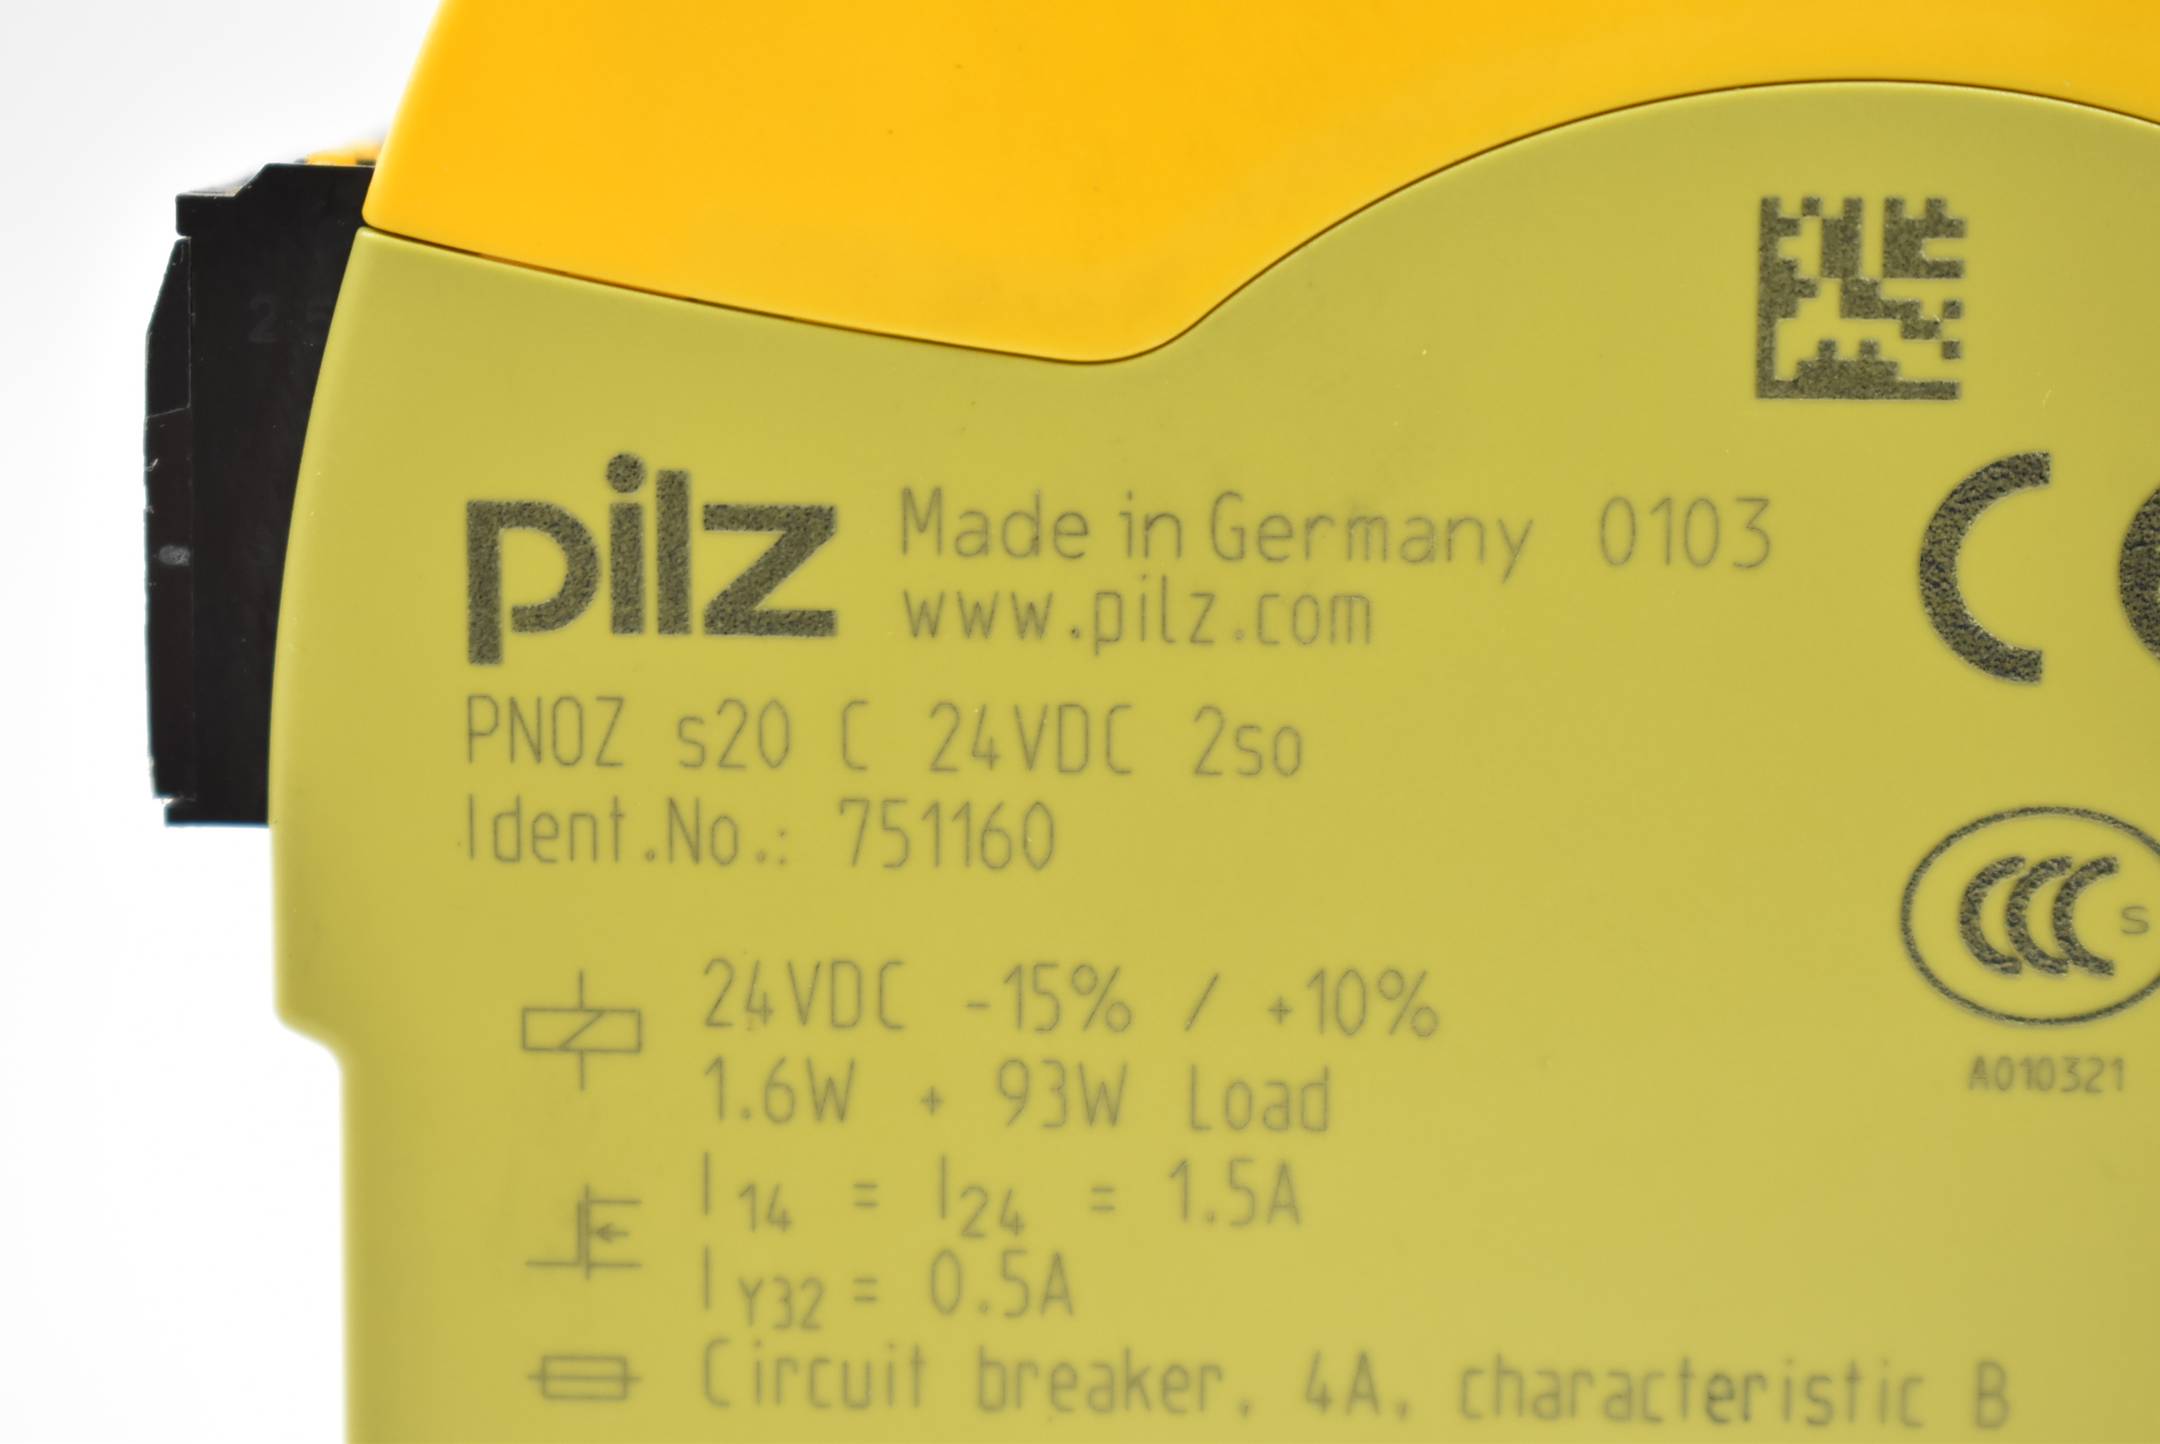 pilz Made in Germany 0103
www.pilz.com
PNOZ s20 C 24VDC 2so
Ident.No.: 751160
CCC S
A010321
24VDC -15% / +10%
1.6W + 93W Load
I14 = I24 = 1.5A
IY32 = 0.5A
Circuit breaker, 4A, characteristic B